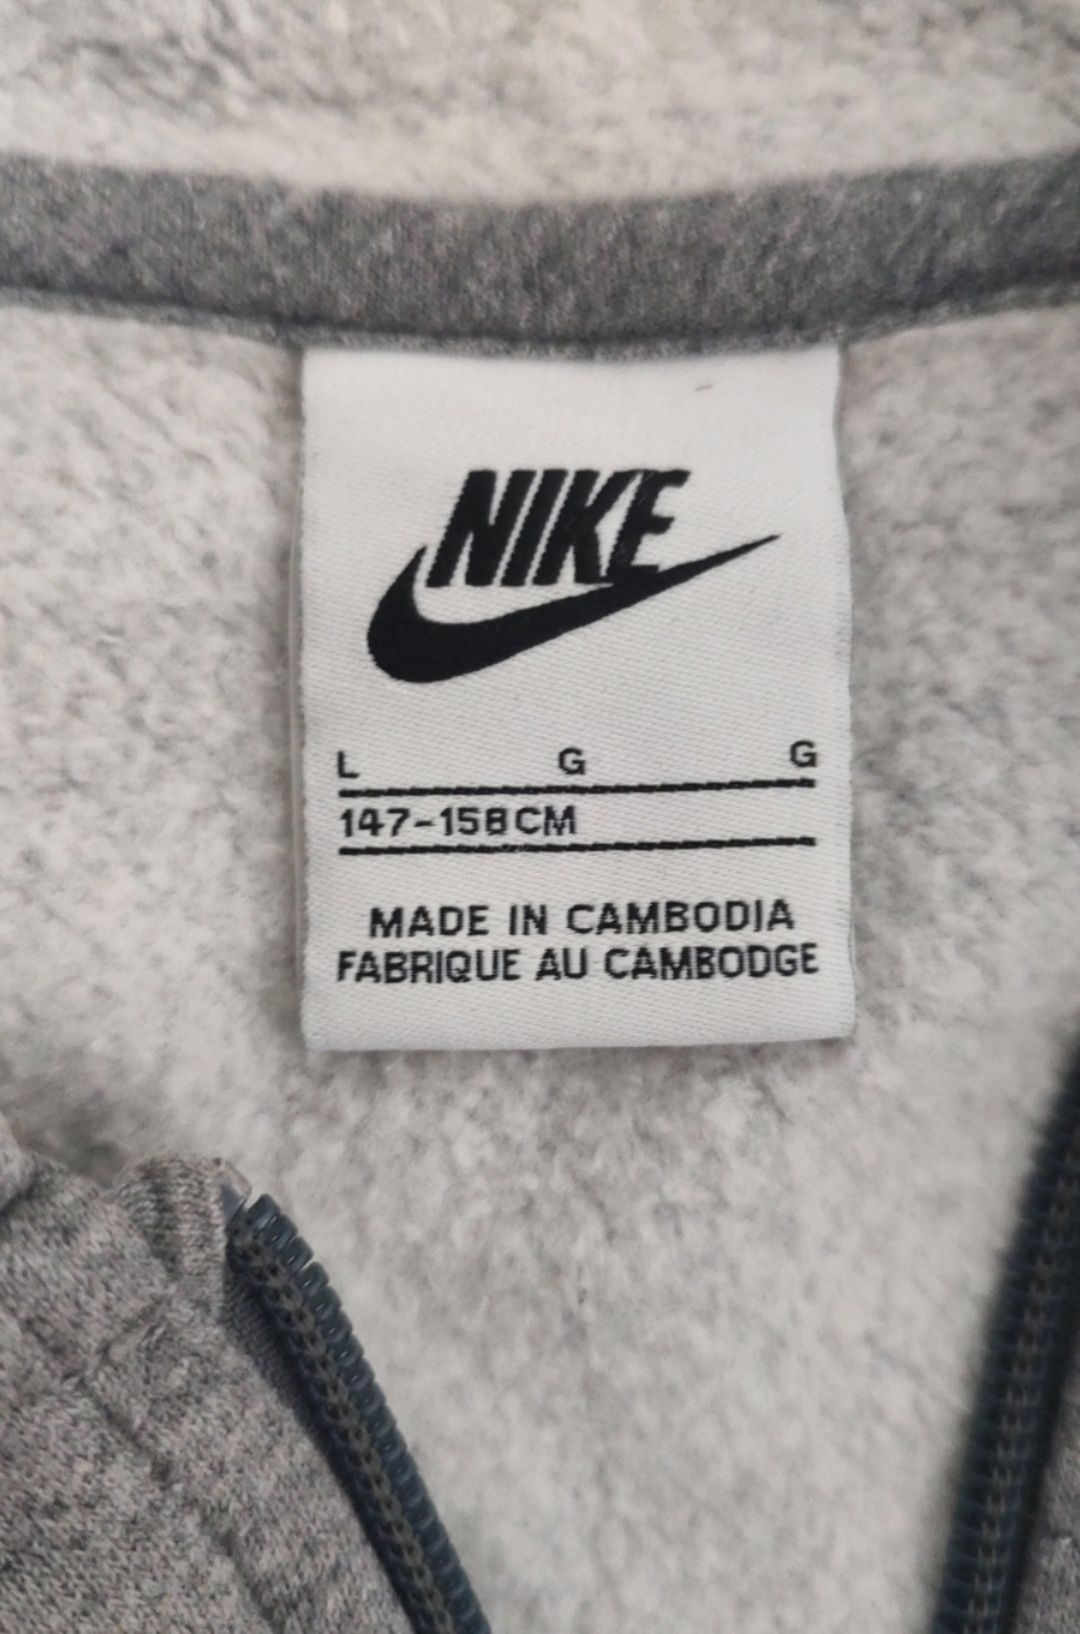 NIKE
L G G
147-158CM
MADE IN CAMBODIA
FABRIQUE AU CAMBODGE